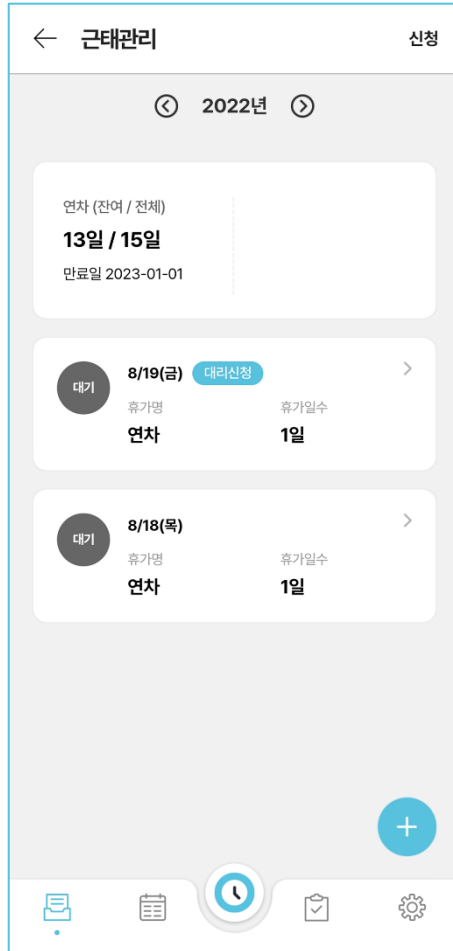 근태관리 신청
2022년
연차 (잔여 / 전체)
13일 / 15일
만료일 2023-01-01
대기
8/19(금) 대리신청
휴가명 휴가일수
연차 1일
대기
8/18(목)
휴가명 휴가일수
연차 1일